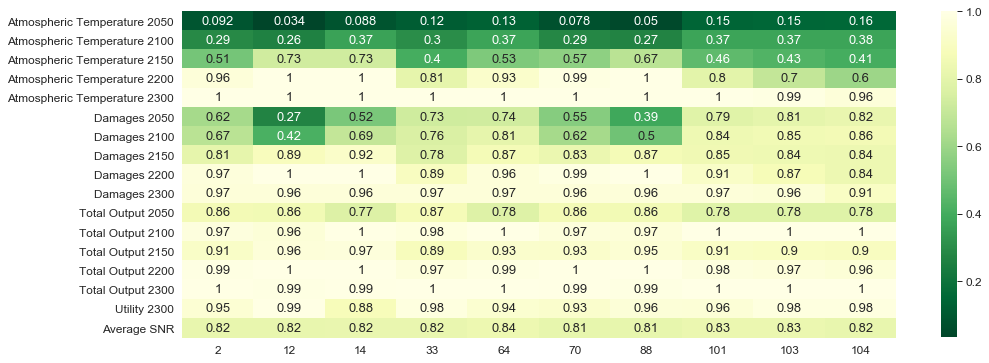 Atmospheric Temperature 2050 0.092 0.034 0.088 0.12 0.13 0.078 0.05 0.15 0.15 0.16
Atmospheric Temperature 2100 0.29 0.26 0.37 0.3 0.37 0.29 0.27 0.37 0.37 0.38
Atmospheric Temperature 2150 0.51 0.73 0.73 0.4 0.53 0.57 0.67 0.46 0.43 0.41
Atmospheric Temperature 2200 0.96 1 1 0.81 0.93 0.99 1 0.8 0.7 0.6
Atmospheric Temperature 2300 1 1 1 1 1 1 1 1 0.99 0.96
Damages 2050 0.62 0.27 0.52 0.73 0.74 0.55 0.39 0.79 0.81 0.82
Damages 2100 0.67 0.42 0.69 0.76 0.81 0.62 0.5 0.84 0.85 0.86
Damages 2150 0.81 0.89 0.92 0.78 0.87 0.83 0.87 0.85 0.84 0.84
Damages 2200 0.97 1 1 0.89 0.96 0.99 1 0.91 0.87 0.84
Damages 2300 0.97 0.96 0.96 0.97 0.97 0.96 0.96 0.97 0.96 0.91
Total Output 2050 0.86 0.86 0.77 0.87 0.78 0.86 0.86 0.78 0.78 0.78
Total Output 2100 0.97 0.96 1 0.98 1 0.97 0.97 1 1 1
Total Output 2150 0.91 0.96 0.97 0.89 0.93 0.93 0.95 0.91 0.9 0.9
Total Output 2200 0.99 1 1 0.97 0.99 1 1 0.98 0.97 0.96
Total Output 2300 1 0.99 0.99 1 1 0.99 0.99 1 1 1
Utility 2300 0.95 0.99 0.88 0.98 0.94 0.93 0.96 0.96 0.98 0.98
Average SNR 0.82 0.82 0.82 0.82 0.84 0.81 0.81 0.83 0.83 0.82
2 12 14 33 64 70 88 101 103 104
1.0
0.8
0.6
0.4
0.2